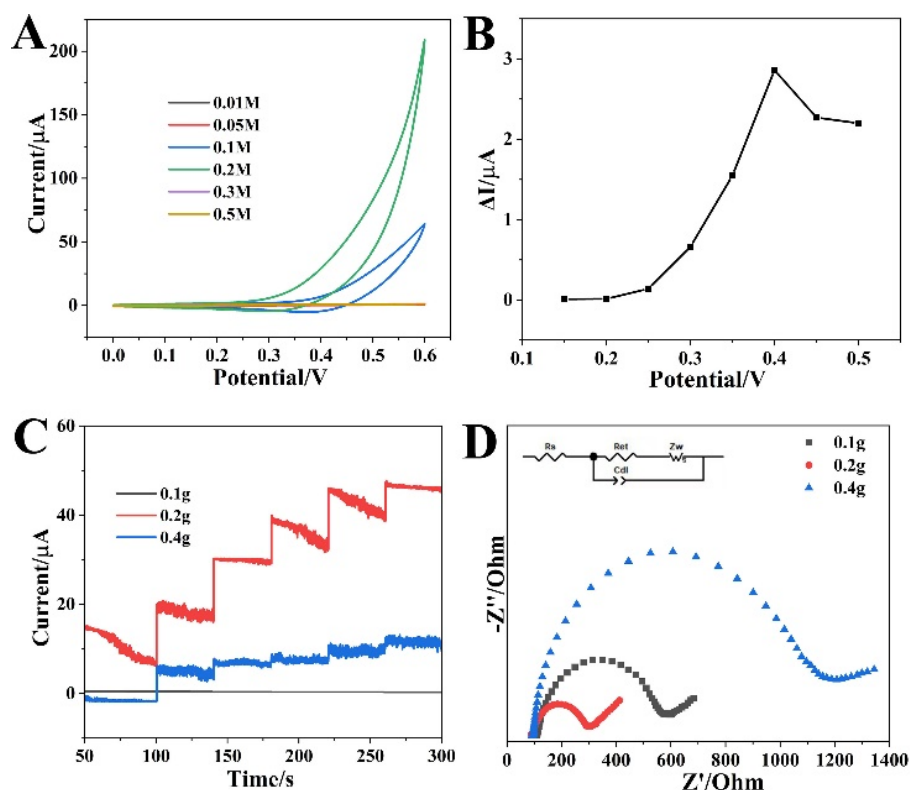 A
Current/μA
200
150
100
50
0
0.01M
0.05M
0.1M
0.2M
0.3M
0.5M
0.0 0.1 0.2 0.3 0.4 0.5 0.6
Potential/V
B
ΔI/μA
3
2
1
0
0.1 0.2 0.3 0.4 0.5
Potential/V
C
Current/μA
60
40
20
0
0.1g
0.2g
0.4g
50 100 150 200 250 300
Time/s
D
-Z''/Ohm
Rs Ret Zw
s
Cdl
0.1g
0.2g
0.4g
0 200 400 600 800 1000 1200 1400
Z'/Ohm